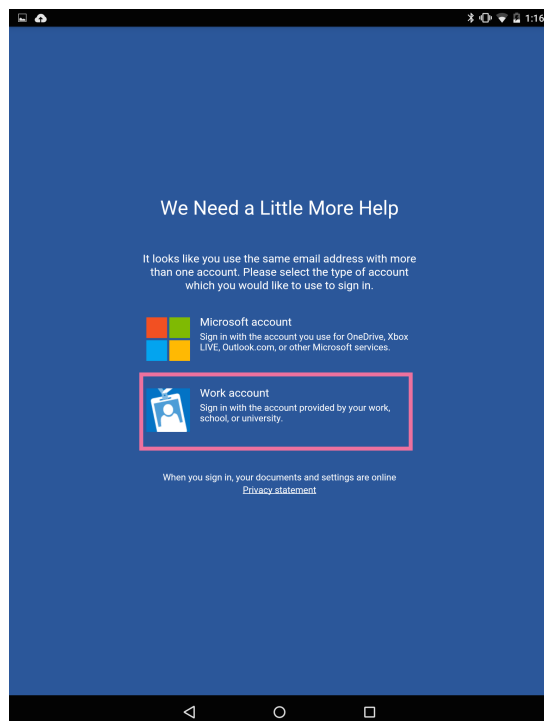 1:16
We Need a Little More Help
It looks like you use the same email address with more
than one account. Please select the type of account
which you would like to use to sign in.
Microsoft account
Sign in with the account you use for OneDrive, Xbox
LIVE, Outlook.com, or other Microsoft services.
Work account
Sign in with the account provided by your work,
school, or university.
When you sign in, your documents and settings are online
Privacy statement